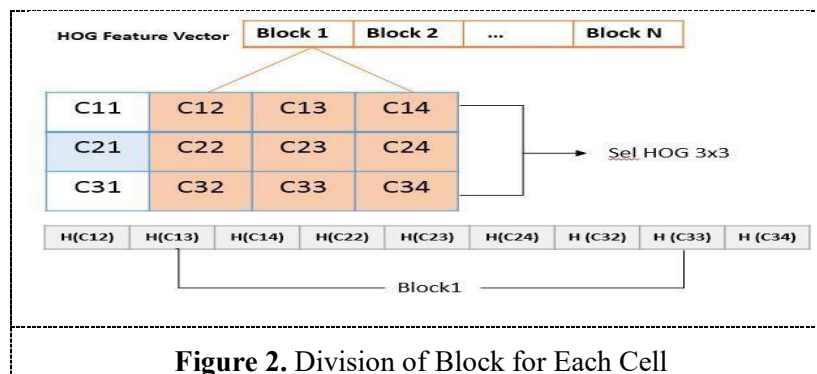 HOG Feature Vector Block 1 Block 2 ... Block N
C11 C12 C13 C14
C21 C22 C23 C24
C31 C32 C33 C34
Sel HOG 3x3
H(C12) H(C13) H(C14) H(C22) H(C23) H(C24) H (C32) H (C33) H (C34)
Block1
Figure 2. Division of Block for Each Cell